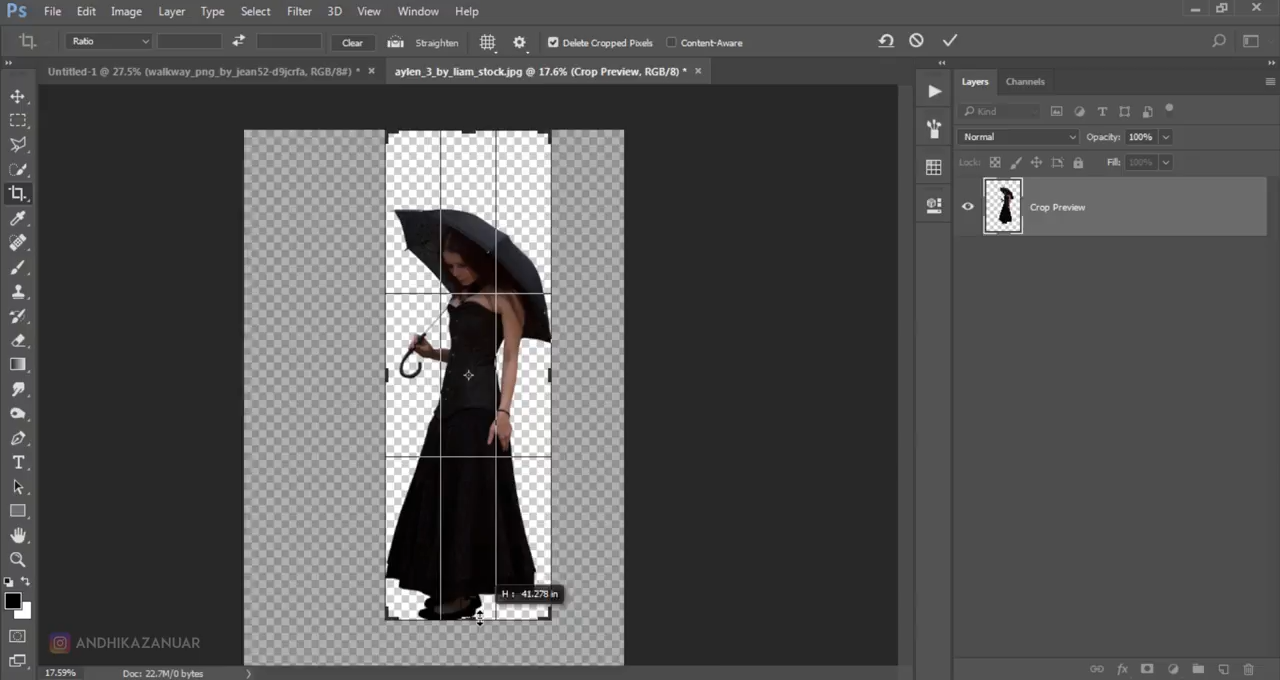 Ps File Edit Image Layer Type Select Filter 3D View Window Help
Ratio Clear Straighten Delete Cropped Pixels Content-Aware
Untitled-1 @ 27.5% (walkway_png_by_jean52-d9jcrfa, RGB/8#) * × aylen_3_by_liam_stock.jpg @ 17.6% (Crop Preview, RGB/8) * ×
Layers Channels
Kind
Normal Opacity: 100%
Lock: Fill: 100%
Crop Preview
H : 41.278 in
ANDHIKAZANUAR
17.59% Doc: 22.7M/0 bytes